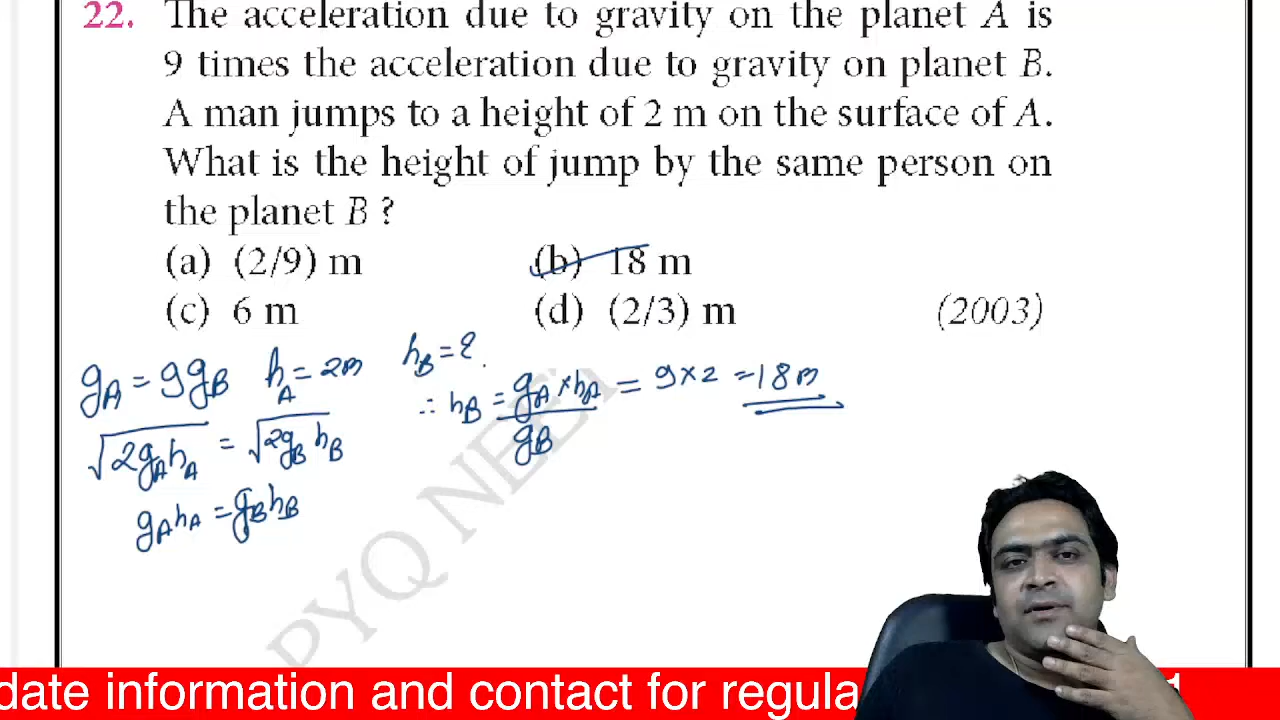 22. The acceleration due to gravity on the planet A is
9 times the acceleration due to gravity on planet B.
A man jumps to a height of 2 m on the surface of A.
What is the height of jump by the same person on
the planet B ?
(a) (2/9) m (b) 18 m
(c) 6 m (d) (2/3) m (2003)
gA = 9gB hA = 2m hB = ?
√2gAhA = √2gBhB
gAhA = gBhB
∴ hB = gA × hA / gB = 9 × 2 = 18 m
PYQ NEET
date information and contact for regula
1